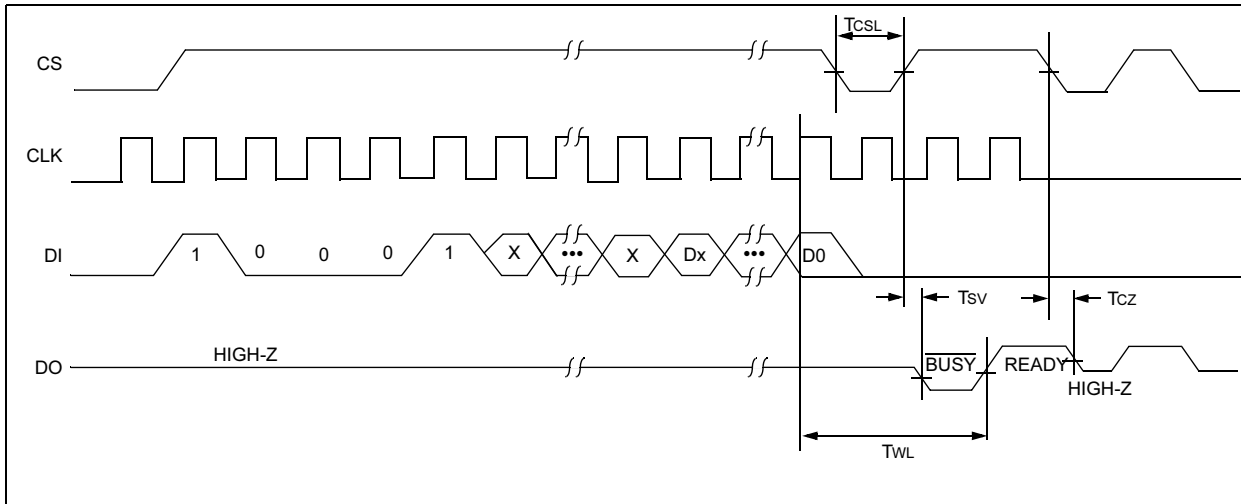 TCSL
CS
CLK
DI
1 0 0 0 1 X ••• X Dx ••• D0
TSV
TCZ
HIGH-Z
DO
BUSY
READY
HIGH-Z
TWL